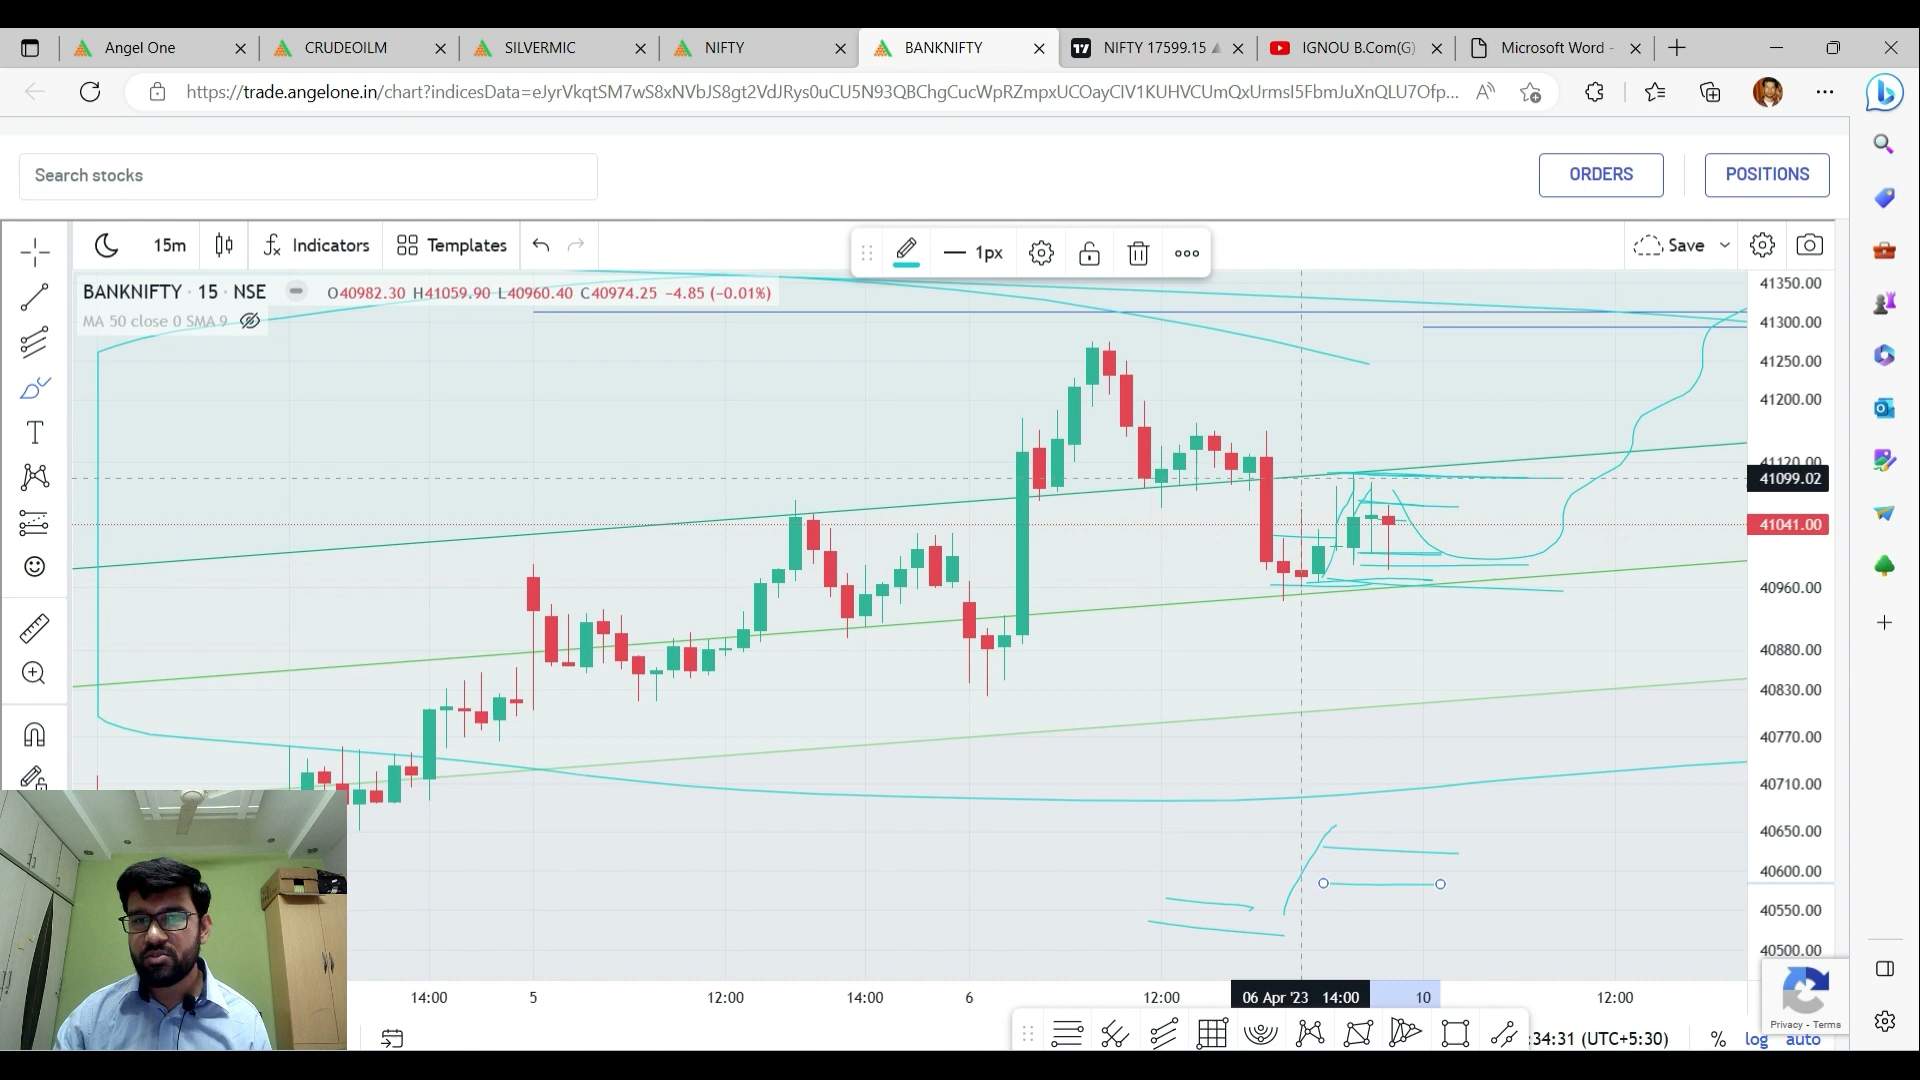 Angel One
CRUDEOILM
SILVERMIC
NIFTY
BANKNIFTY
NIFTY 17599.15
IGNOU B.Com(G)
Microsoft Word -
https://trade.angelone.in/chart?indicesData=eJyrVkqtSM7wS8xNVbJS8gt2VdJRys0uCU5N93QBChgCucWpRZmpxUCOayCIV1KUHVCUmQxUrmsI5FbmJuXnQLU7Ofp...
Search stocks
ORDERS
POSITIONS
15m
Indicators
Templates
1px
Save
BANKNIFTY · 15 · NSE
O40982.30 H41059.90 L40960.40 C40974.25 −4.85 (−0.01%)
MA 50 close 0 SMA 9
41350.00
41300.00
41250.00
41200.00
41120.00
41099.02
41041.00
40960.00
40880.00
40830.00
40770.00
40710.00
40650.00
40600.00
40550.00
40500.00
14:00
5
12:00
14:00
6
12:00
06 Apr '23 14:00
10
12:00
:34:31 (UTC+5:30)
%
log
auto
Privacy - Terms